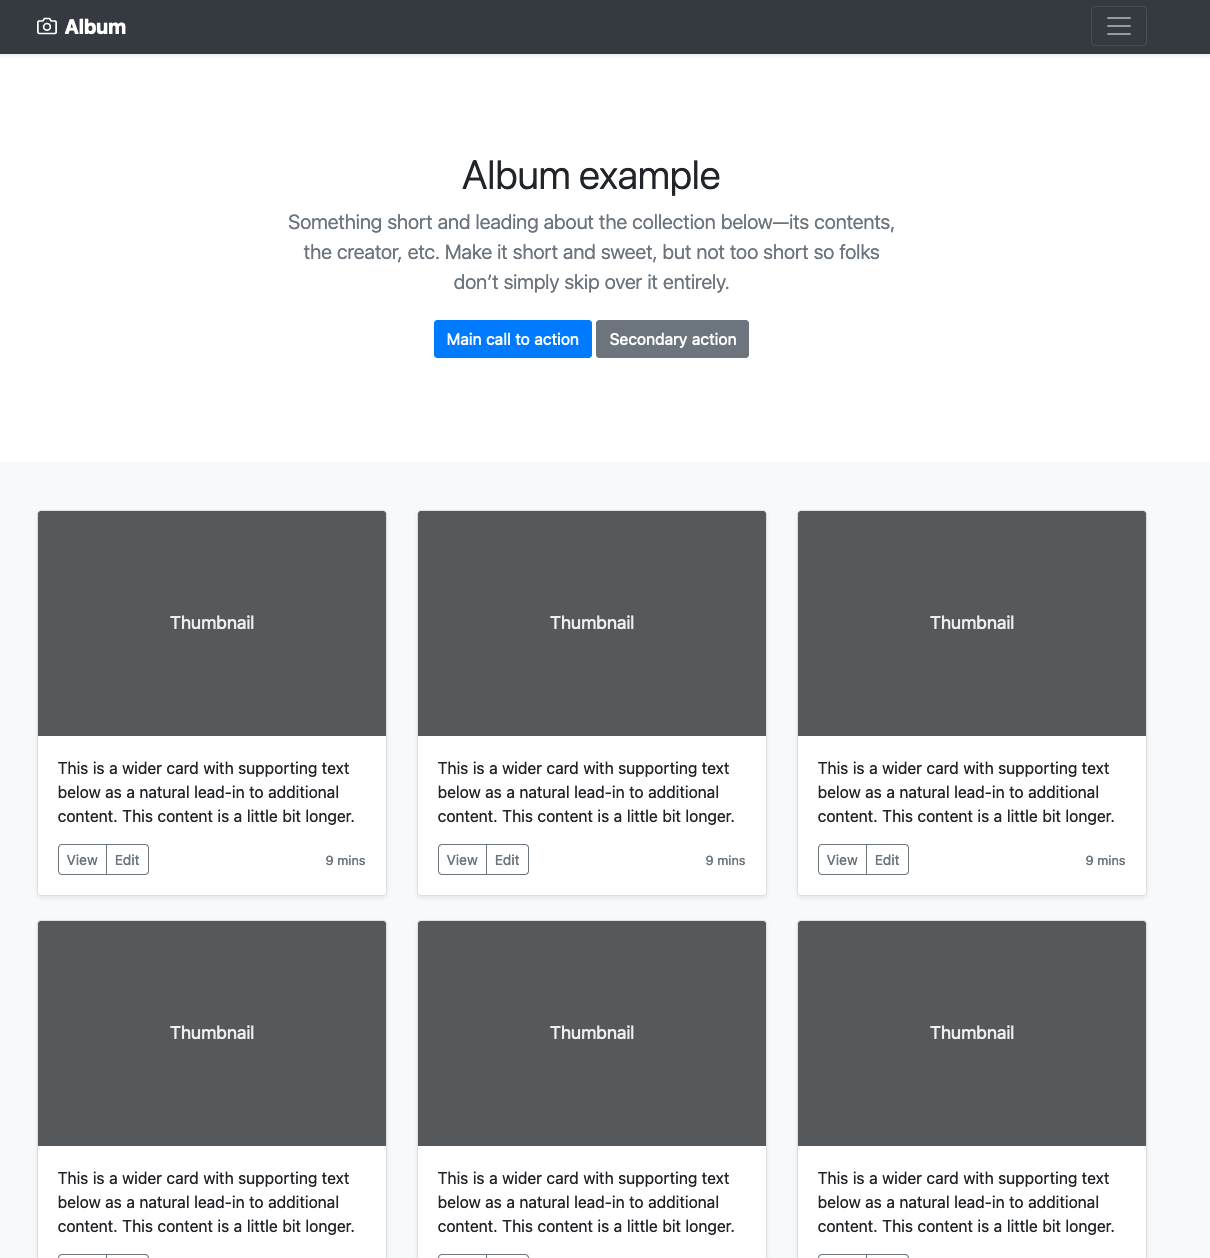 Album
Album example
Something short and leading about the collection below—its contents,
the creator, etc. Make it short and sweet, but not too short so folks
don’t simply skip over it entirely.
Main call to action Secondary action
Thumbnail
This is a wider card with supporting text
below as a natural lead-in to additional
content. This content is a little bit longer.
View Edit 9 mins
Thumbnail
This is a wider card with supporting text
below as a natural lead-in to additional
content. This content is a little bit longer.
View Edit 9 mins
Thumbnail
This is a wider card with supporting text
below as a natural lead-in to additional
content. This content is a little bit longer.
View Edit 9 mins
Thumbnail
This is a wider card with supporting text
below as a natural lead-in to additional
content. This content is a little bit longer.
Thumbnail
This is a wider card with supporting text
below as a natural lead-in to additional
content. This content is a little bit longer.
Thumbnail
This is a wider card with supporting text
below as a natural lead-in to additional
content. This content is a little bit longer.